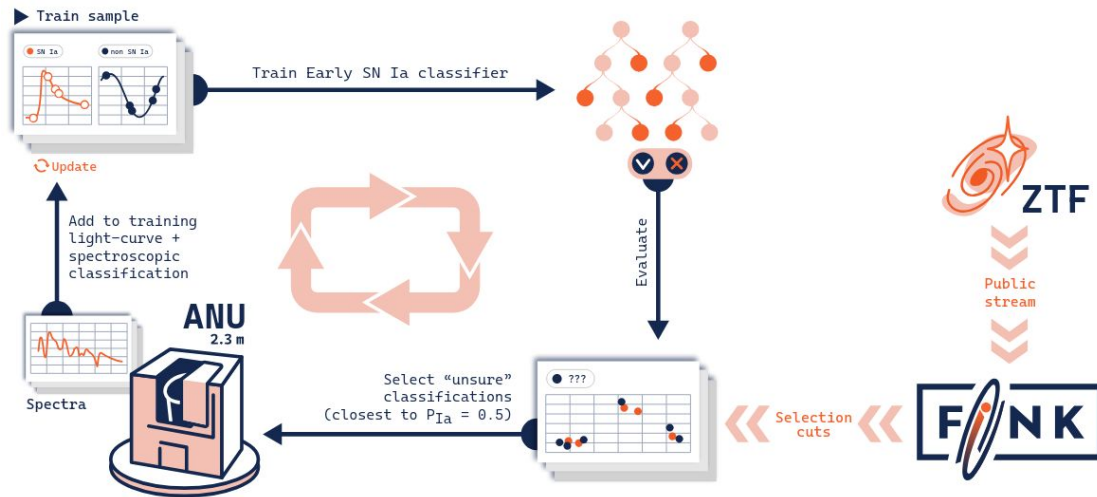 Train sample
SN Ia
non SN Ia
Update
Train Early SN Ia classifier
Evaluate
ZTF
Public
stream
FINK
Selection
cuts
???
Select “unsure”
classifications
(closest to PIa = 0.5)
ANU
2.3 m
Spectra
Add to training
light-curve +
spectroscopic
classification